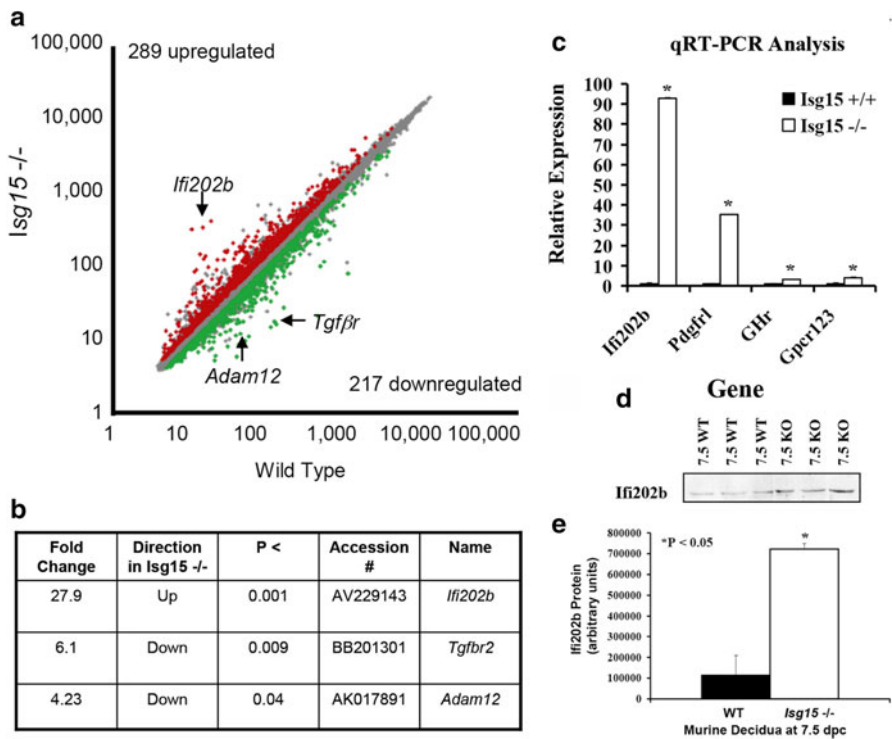 a
100,000
10,000
1,000
100
10
1
Isg15 -/-
289 upregulated
Ifi202b
Tgfβr
Adam12
217 downregulated
1 10 100 1,000 10,000 100,000
Wild Type
b
Fold Change Direction in Isg15 -/- P < Accession # Name
27.9 Up 0.001 AV229143 Ifi202b
6.1 Down 0.009 BB201301 Tgfbr2
4.23 Down 0.04 AK017891 Adam12
c
qRT-PCR Analysis
Relative Expression
100
90
80
70
60
50
40
30
20
10
0
Isg15 +/+
Isg15 -/-
* * * *
Ifi202b Pdgfrl GHr Gpcr123
Gene
d
7.5 WT 7.5 WT 7.5 WT 7.5 KO 7.5 KO 7.5 KO
Ifi202b
e
Ifi202b Protein
(arbitrary units)
800000
700000
600000
500000
400000
300000
200000
100000
0
*P < 0.05
*
WT Isg15 -/-
Murine Decidua at 7.5 dpc